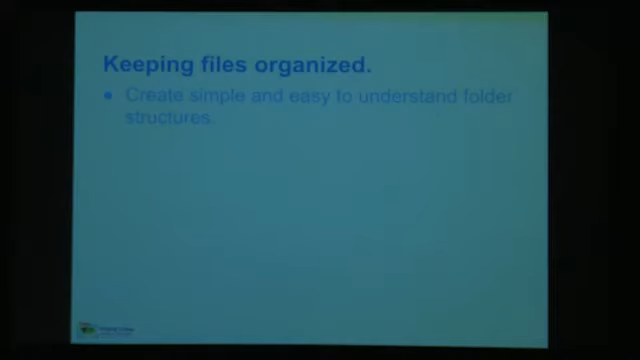 Keeping files organized.
● Create simple and easy to understand folder
structures.